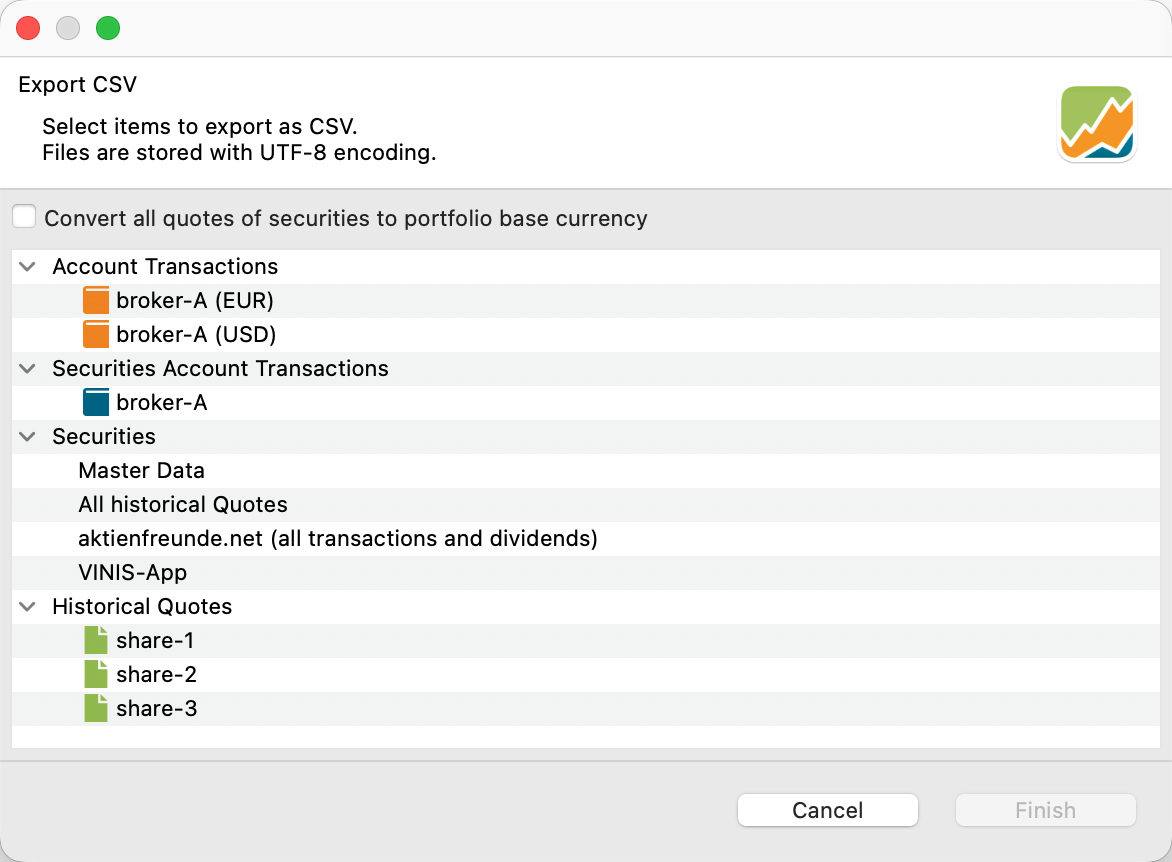 Export CSV
Select items to export as CSV.
Files are stored with UTF-8 encoding.
Convert all quotes of securities to portfolio base currency
Account Transactions
broker-A (EUR)
broker-A (USD)
Securities Account Transactions
broker-A
Securities
Master Data
All historical Quotes
aktienfreunde.net (all transactions and dividends)
VINIS-App
Historical Quotes
share-1
share-2
share-3
Cancel
Finish